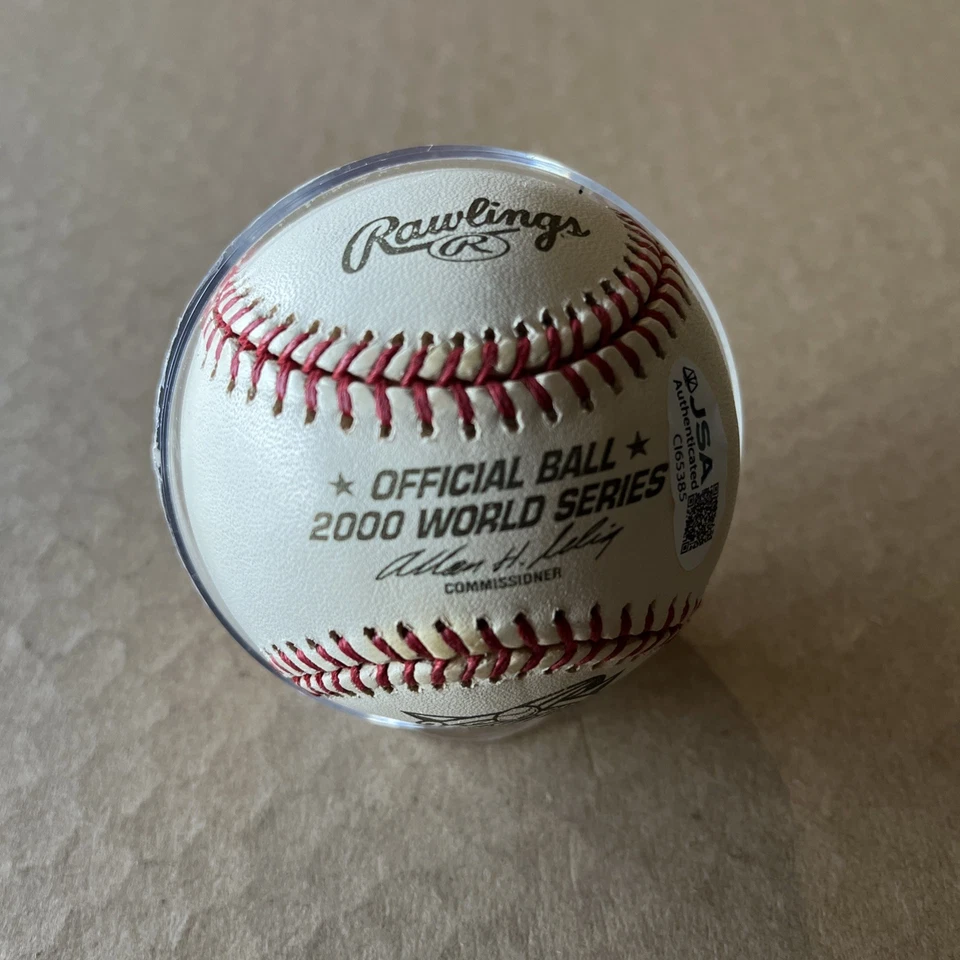 Rawlings
R
OFFICIAL BALL
2000 WORLD SERIES
Allan H. Selig
COMMISSIONER
JSA
Authenticated
CI65385